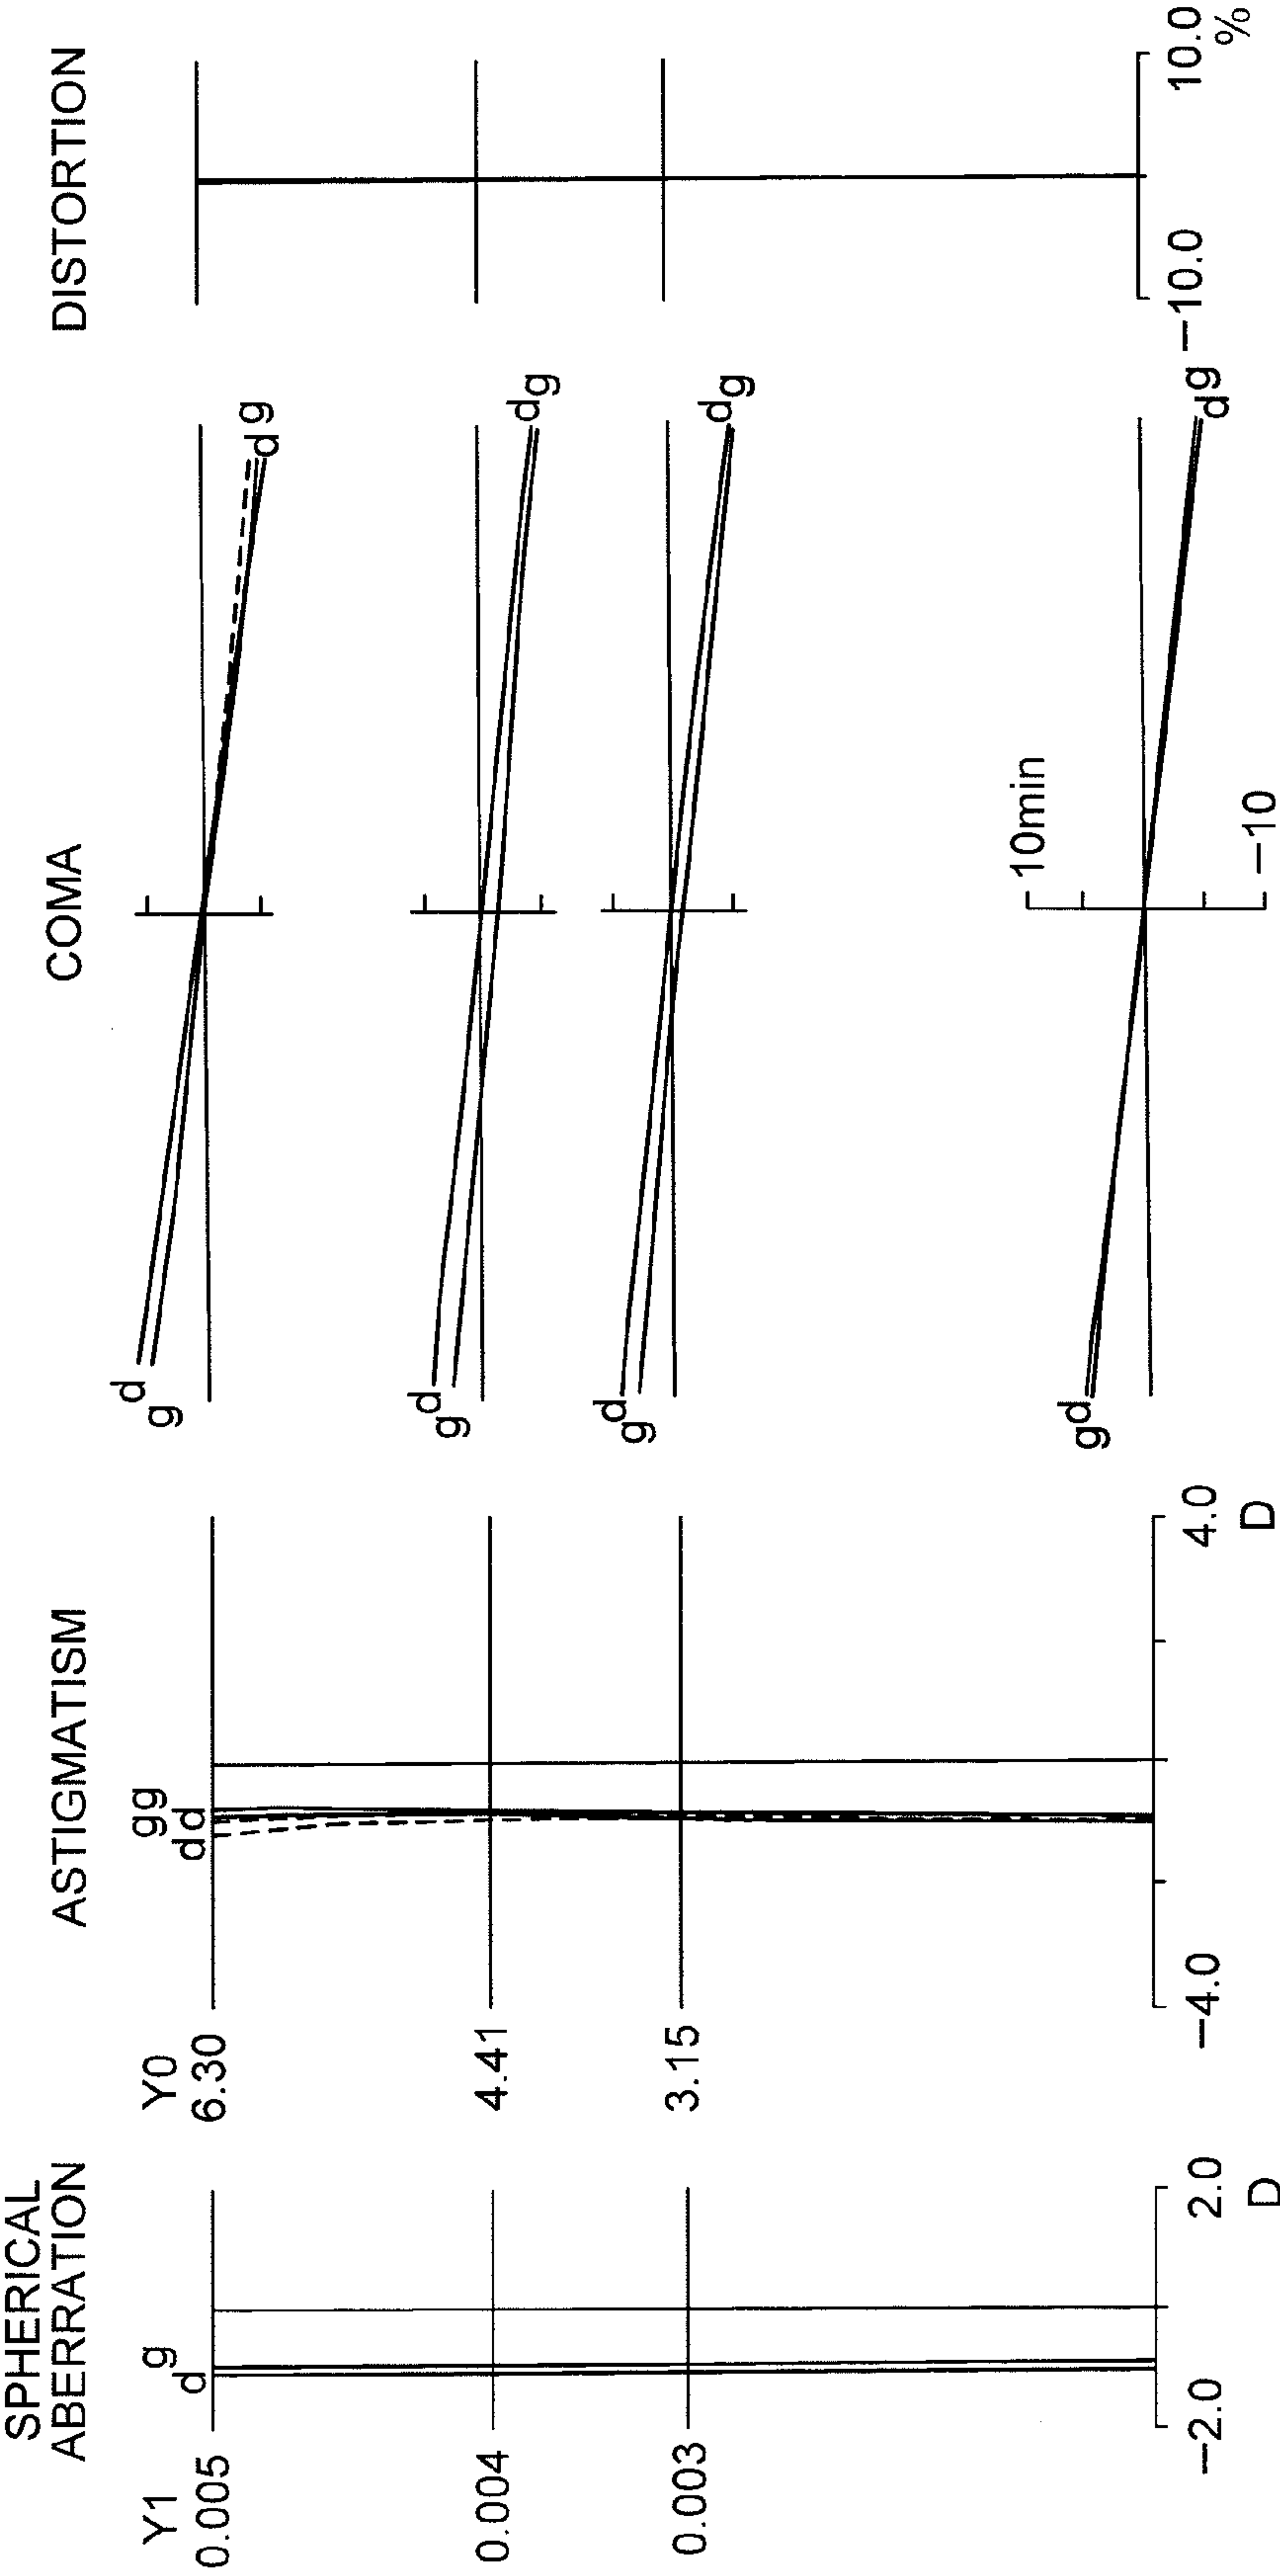 SPHERICAL
ABERRATION
Y1
0.005
0.004
0.003
d
g
−2.0
2.0
D
ASTIGMATISM
Y0
6.30
4.41
3.15
gg
dd
−4.0
4.0
D
COMA
g d
d g
g d
d g
g d
d g
10min
g d
d g
−10
DISTORTION
−10.0
10.0
%